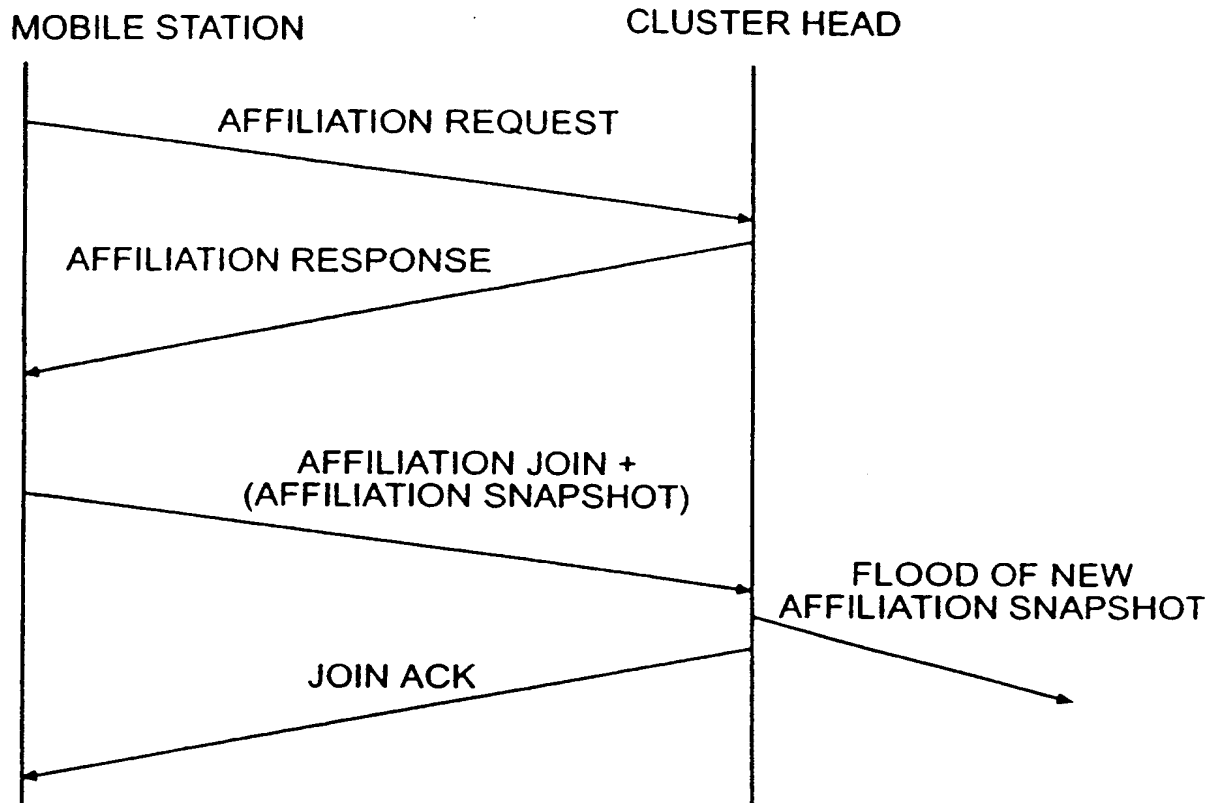 MOBILE STATION
CLUSTER HEAD
AFFILIATION REQUEST
AFFILIATION RESPONSE
AFFILIATION JOIN +
(AFFILIATION SNAPSHOT)
FLOOD OF NEW
AFFILIATION SNAPSHOT
JOIN ACK